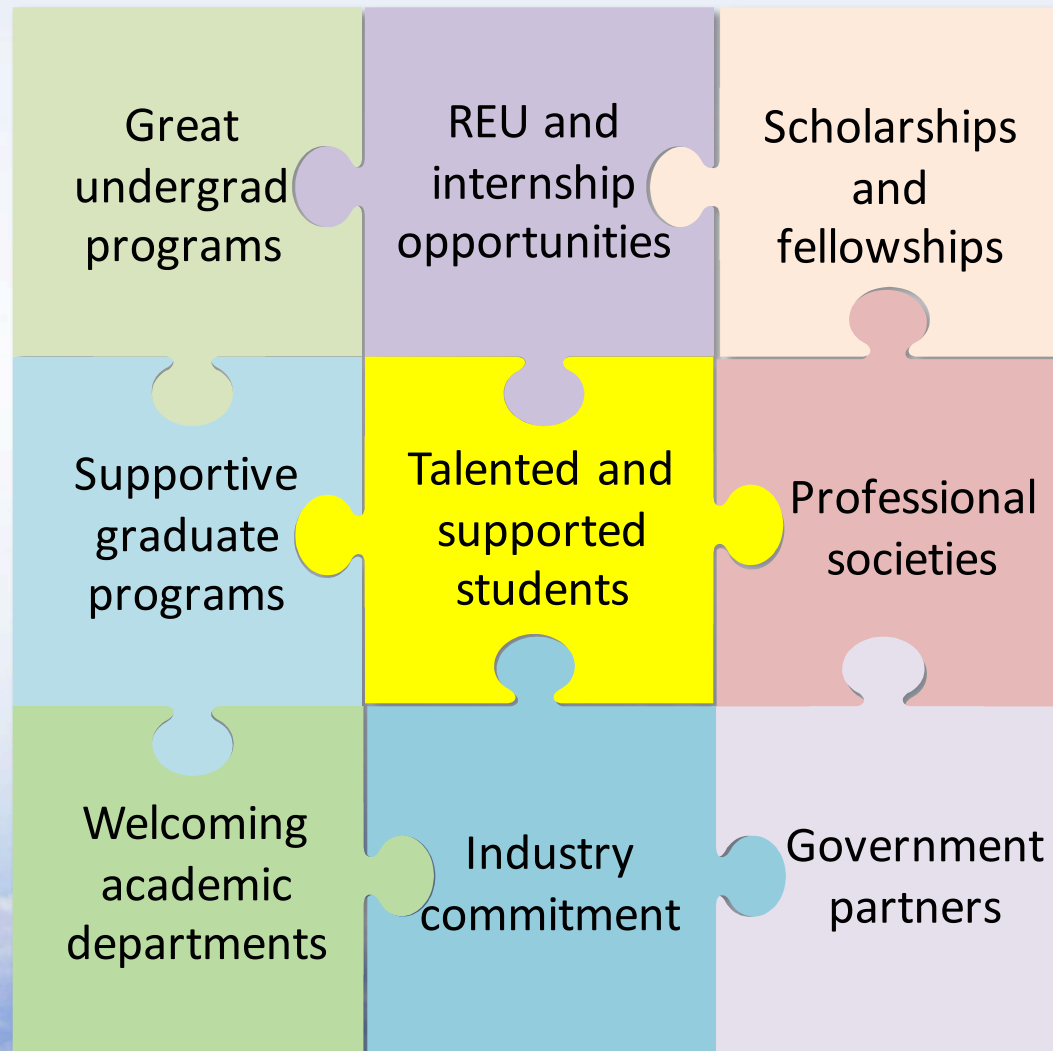 Great
undergrad
programs
REU and
internship
opportunities
Scholarships
and
fellowships
Supportive
graduate
programs
Talented and
supported
students
Professional
societies
Welcoming
academic
departments
Industry
commitment
Government
partners